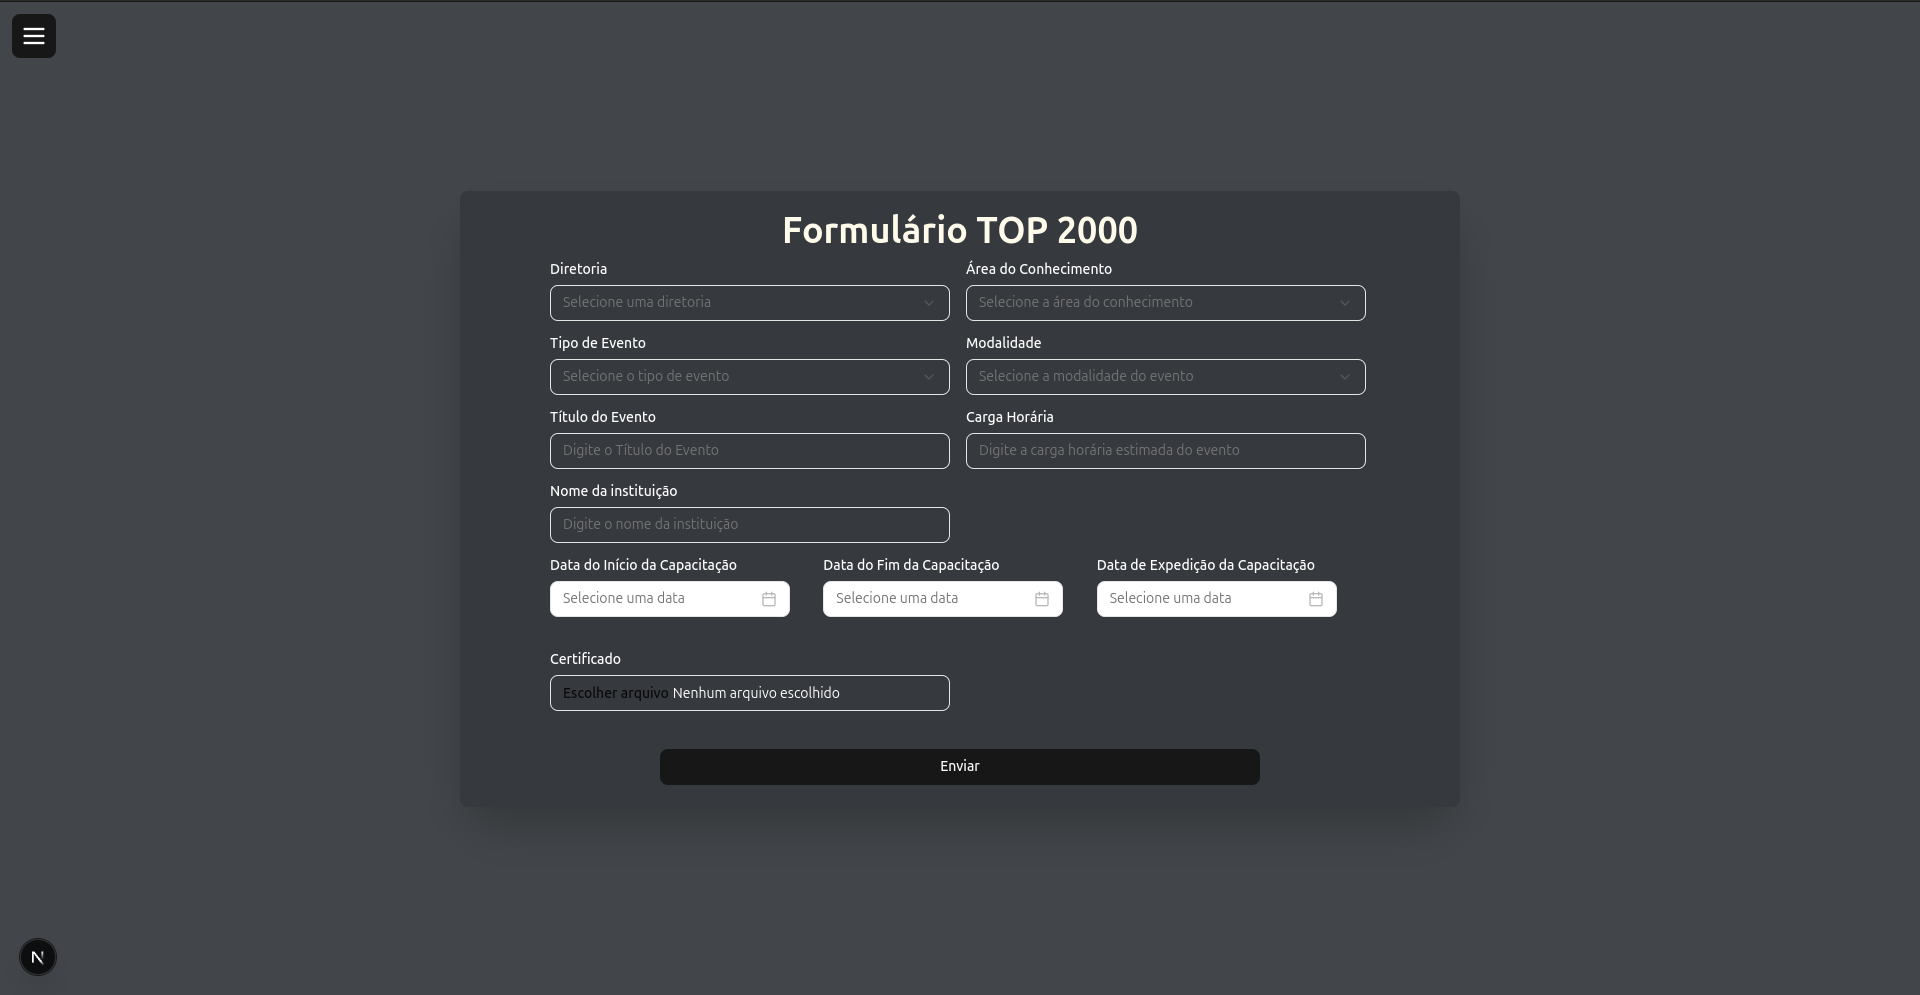 Formulário TOP 2000
Diretoria
Área do Conhecimento
Selecione uma diretoria
Selecione a área do conhecimento
Tipo de Evento
Modalidade
Selecione o tipo de evento
Selecione a modalidade do evento
Título do Evento
Carga Horária
Digite o Título do Evento
Digite a carga horária estimada do evento
Nome da instituição
Digite o nome da instituição
Data do Início da Capacitação
Data do Fim da Capacitação
Data de Expedição da Capacitação
Selecione uma data
Selecione uma data
Selecione uma data
Certificado
Escolher arquivo Nenhum arquivo escolhido
Enviar
N